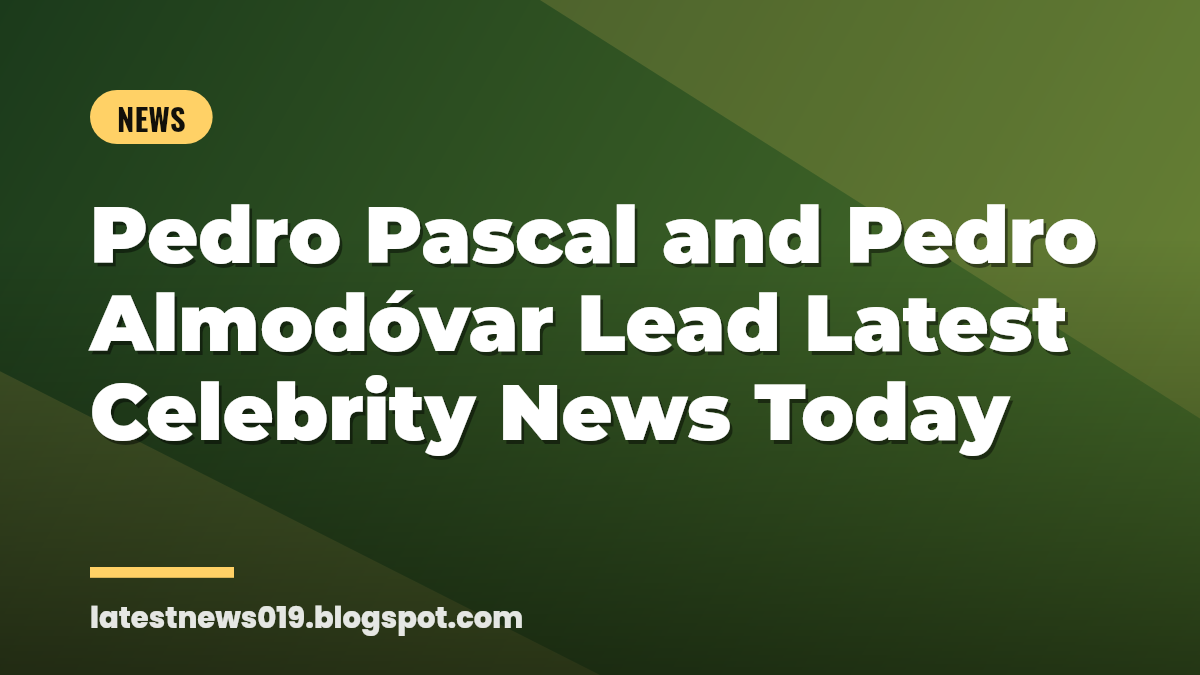 NEWS
Pedro Pascal and Pedro
Almodóvar Lead Latest
Celebrity News Today
latestnews019.blogspot.com